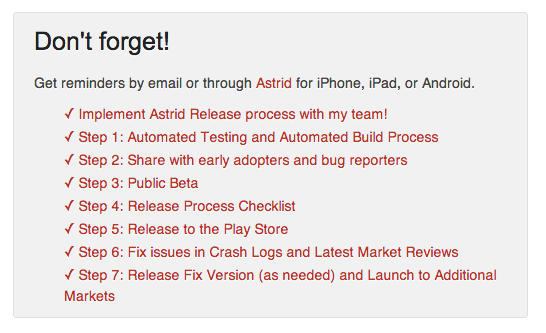 Don't forget!
Get reminders by email or through Astrid for iPhone, iPad, or Android.
✓ Implement Astrid Release process with my team!
✓ Step 1: Automated Testing and Automated Build Process
✓ Step 2: Share with early adopters and bug reporters
✓ Step 3: Public Beta
✓ Step 4: Release Process Checklist
✓ Step 5: Release to the Play Store
✓ Step 6: Fix issues in Crash Logs and Latest Market Reviews
✓ Step 7: Release Fix Version (as needed) and Launch to Additional
Markets